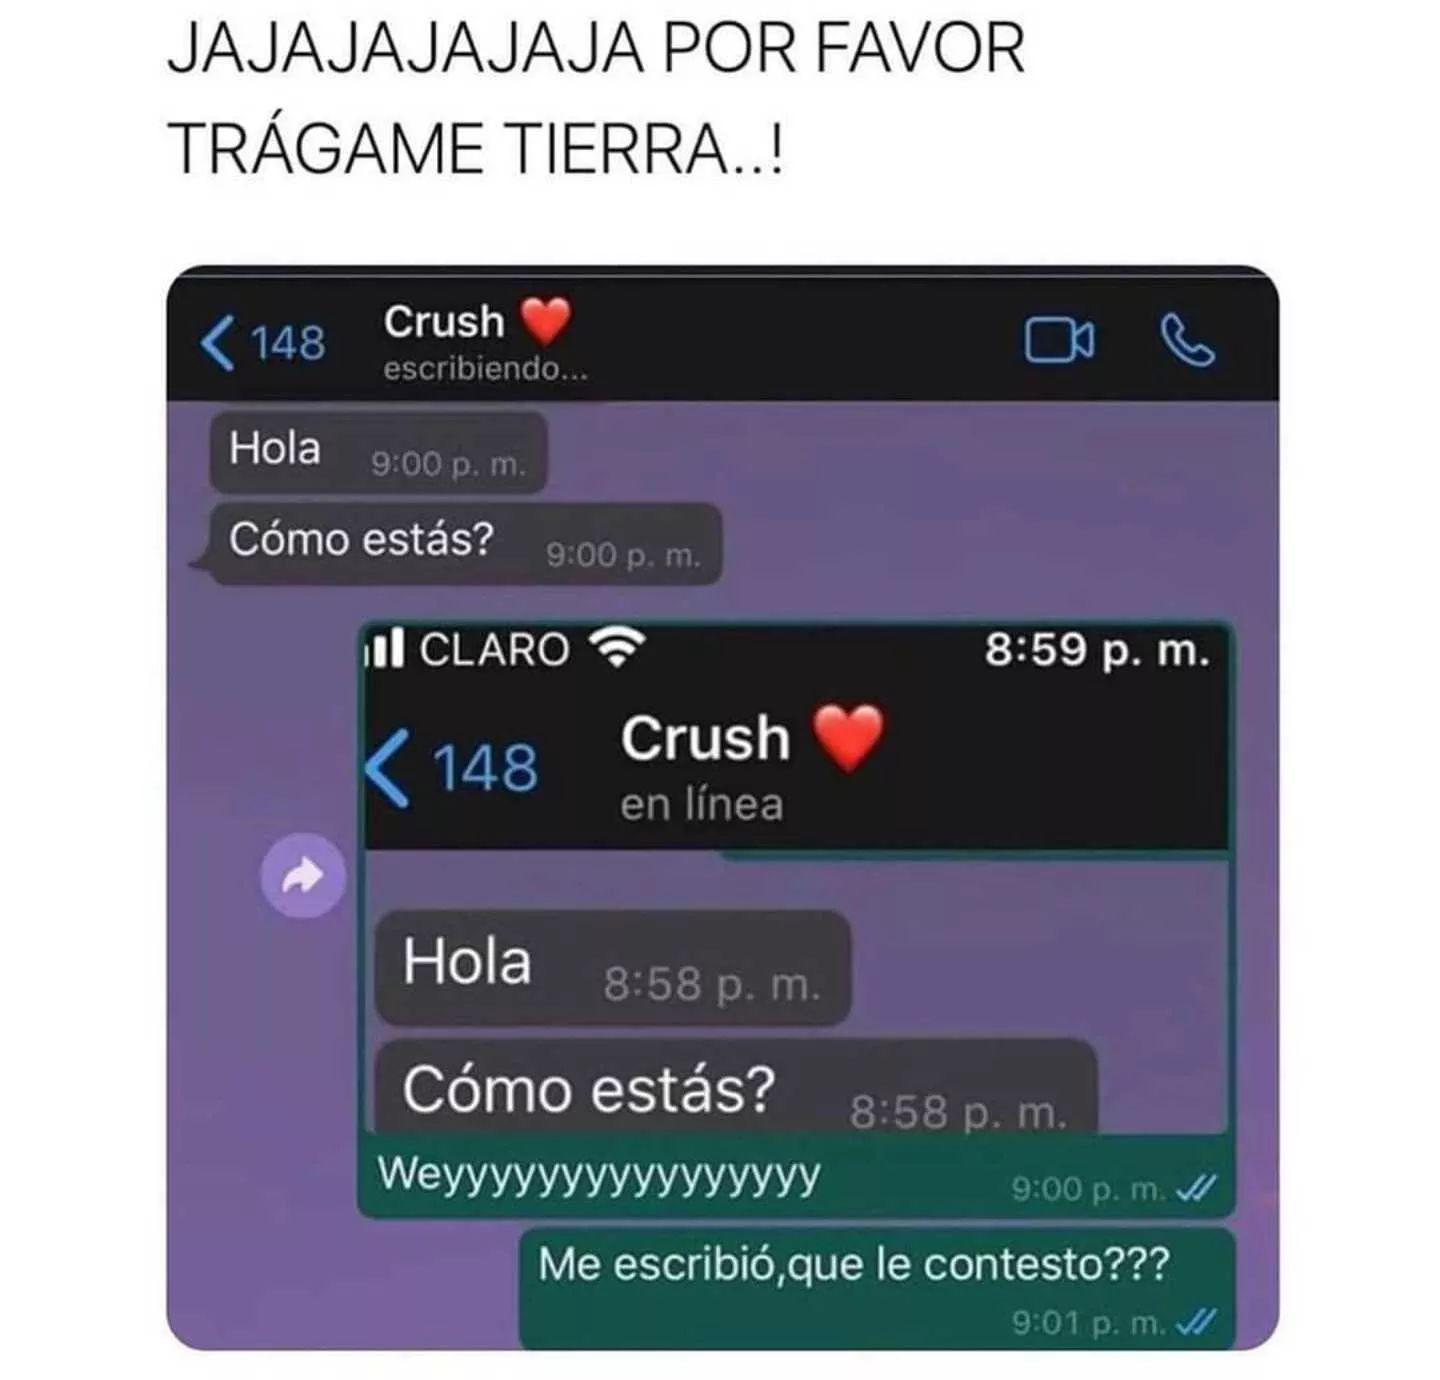 JAJAJAJAJAJA POR FAVOR
TRÁGAME TIERRA..!
148
Crush
escribiendo...
Hola 9:00 p. m.
Cómo estás? 9:00 p. m.
CLARO 8:59 p. m.
148
Crush
en línea
Hola 8:58 p. m.
Cómo estás? 8:58 p. m.
Weyyyyyyyyyyyyyyyy 9:00 p. m.
Me escribió,que le contesto???
9:01 p. m.